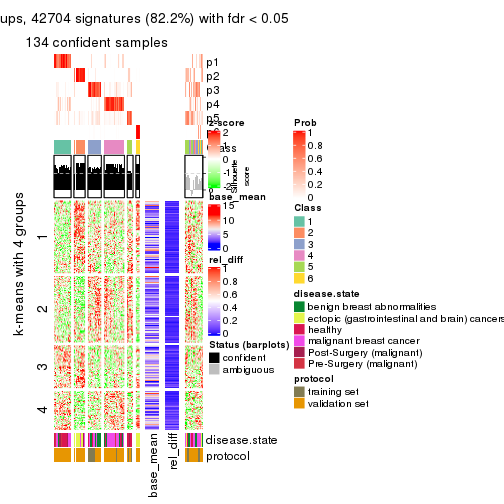 ups, 42704 signatures (82.2%) with fdr < 0.05
134 confident samples
p1
p2
p3
p4
p5
z-score
2
1
0
-1
-2
Class
Silhouette
score
base_mean
15
10
5
0
rel_diff
1
0.8
0.6
0.4
0.2
0
Status (barplots)
confident
ambiguous
Prob
1
0.8
0.6
0.4
0.2
0
Class
1
2
3
4
5
6
disease.state
benign breast abnormalities
ectopic (gastrointestinal and brain) cancers
healthy
malignant breast cancer
Post-Surgery (malignant)
Pre-Surgery (malignant)
protocol
training set
validation set
k-means with 4 groups
1
2
3
4
disease.state
protocol
base_mean
rel_diff